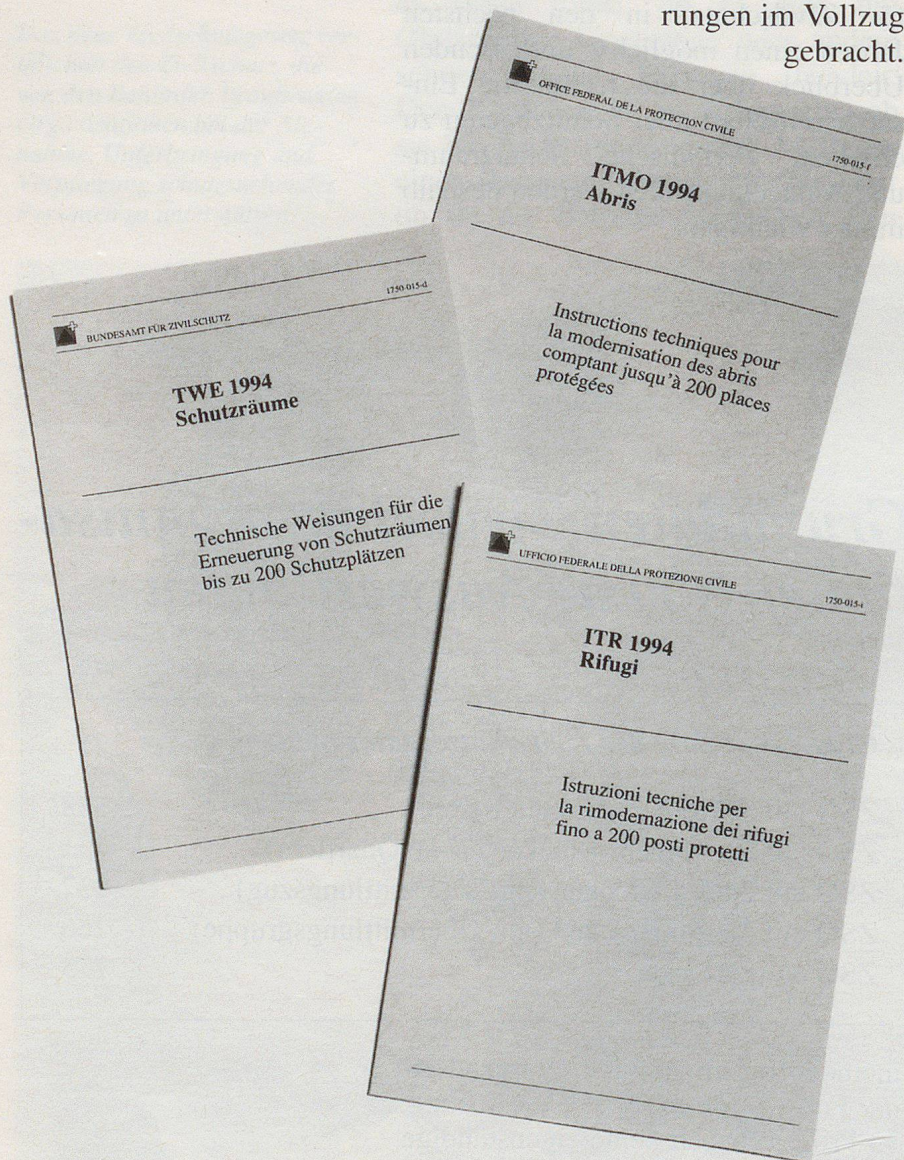 rungen im Vollzug
gebracht.
OFFICE FEDERAL DE LA PROTECTION CIVILE
1750-015-f
ITMO 1994
Abris
Instructions techniques pour
la modernisation des abris
comptant jusqu'à 200 places
protégées
1750-015-d
BUNDESAMT FÜR ZIVILSCHUTZ
TWE 1994
Schutzräume
Technische Weisungen für die
Erneuerung von Schutzräumen
bis zu 200 Schutzplätzen
UFFICIO FEDERALE DELLA PROTEZIONE CIVILE
1750-015-i
ITR 1994
Rifugi
Istruzioni tecniche per
la rimodernazione dei rifugi
fino a 200 posti protetti